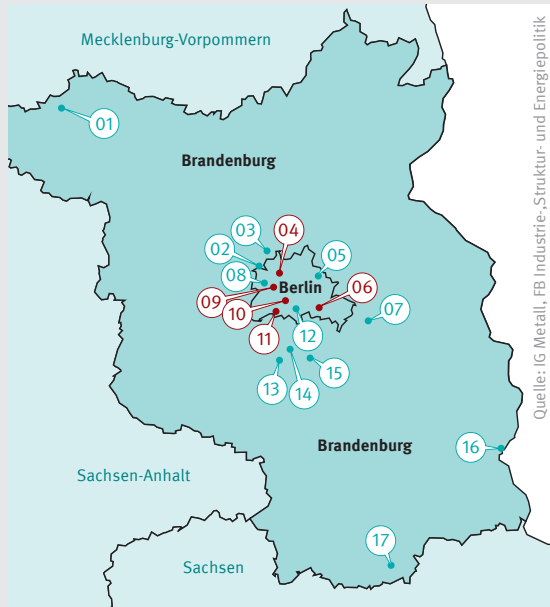 Mecklenburg-Vorpommern
01
Brandenburg
03
04
02
05
08
Berlin
09
06
10
07
11
12
13
14
15
Brandenburg
16
Sachsen-Anhalt
17
Sachsen
Quelle: IG Metall, FB Industrie-,Struktur- und Energiepolitik